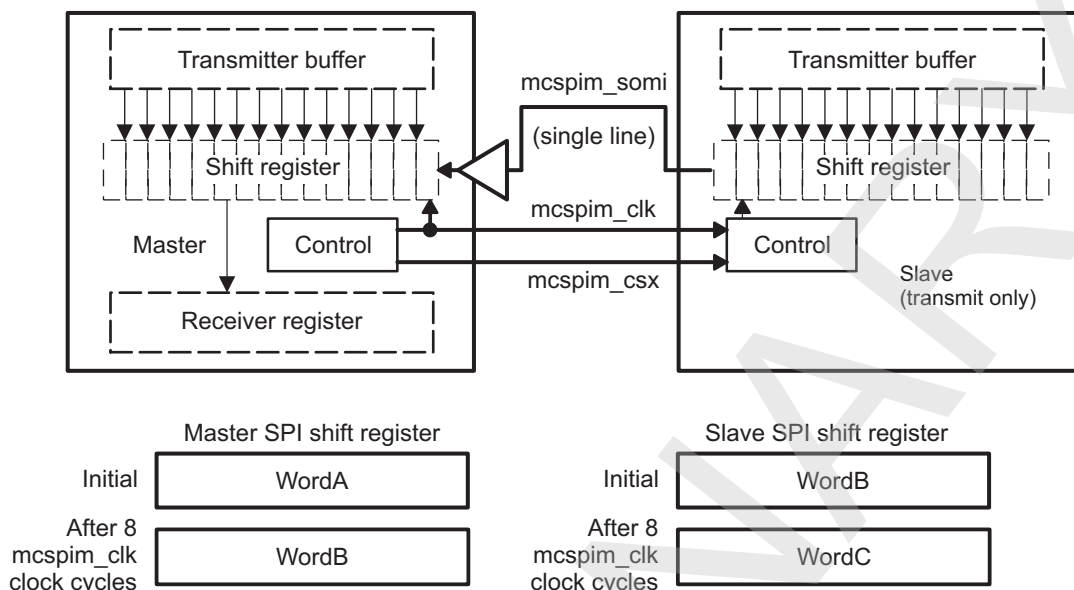 Transmitter buffer
Transmitter buffer
mcspim_somi
(single line)
Shift register
Shift register
mcspim_clk
Master
Control
Control
mcspim_csx
Slave
(transmit only)
Receiver register
Master SPI shift register
Slave SPI shift register
Initial
WordA
Initial
WordB
After 8
mcspim_clk
clock cycles
WordB
After 8
mcspim_clk
clock cycles
WordC